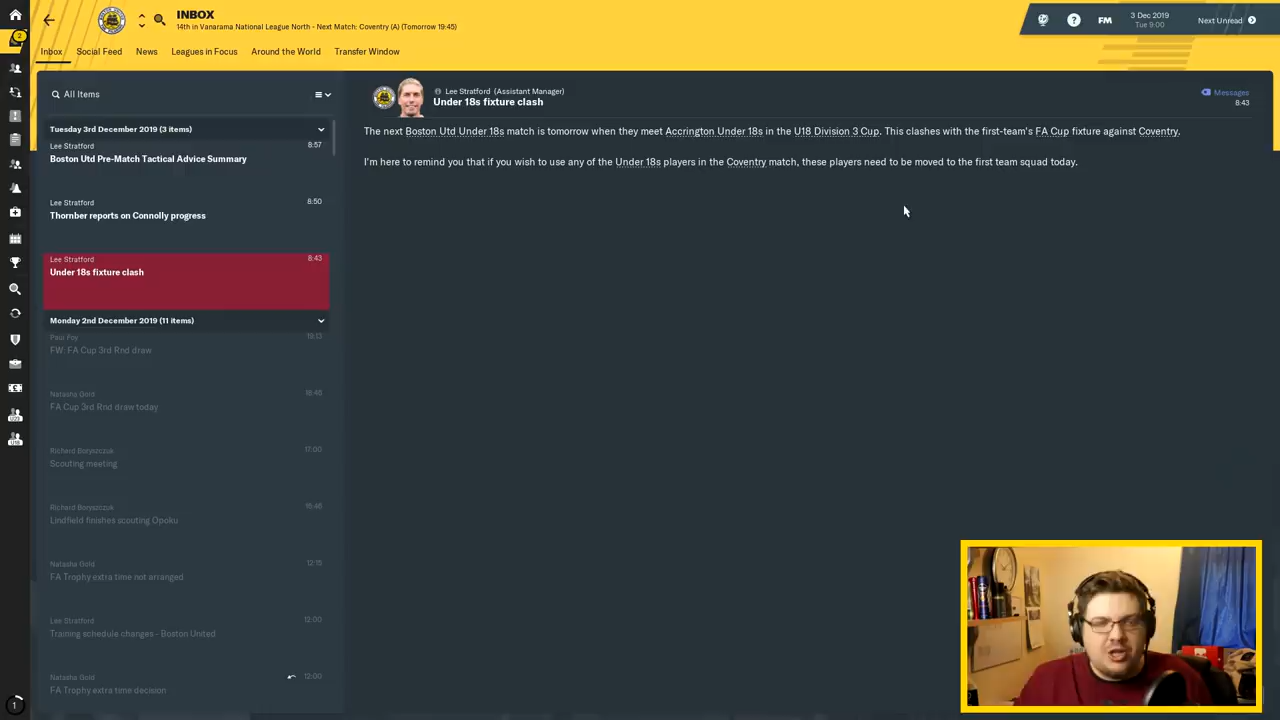 INBOX
14th in Vanarama National League North - Next Match: Coventry (A) (Tomorrow 19:45)
FM
3 Dec 2019
Tue 9:00
Next Unread
2
Inbox
Social Feed
News
Leagues in Focus
Around the World
Transfer Window
All Items
Tuesday 3rd December 2019 (3 items)
Lee Stratford
8:57
Boston Utd Pre-Match Tactical Advice Summary
Lee Stratford
8:50
Thornber reports on Connolly progress
Lee Stratford
8:43
Under 18s fixture clash
Monday 2nd December 2019 (11 items)
Paul Foy
19:13
FW: FA Cup 3rd Rnd draw
Natasha Gold
FA Cup 3rd Rnd draw today
Richard Boryszczuk
17:00
Scouting meeting
Richard Boryszczuk
Lindfield finishes scouting Opoku
Natasha Gold
12:15
FA Trophy extra time not arranged
Lee Stratford
12:00
Training schedule changes - Boston United
Natasha Gold
12:00
FA Trophy extra time decision
Lee Stratford (Assistant Manager)
Under 18s fixture clash
Messages
8:43
The next Boston Utd Under 18s match is tomorrow when they meet Accrington Under 18s in the U18 Division 3 Cup. This clashes with the first-team's FA Cup fixture against Coventry.
I'm here to remind you that if you wish to use any of the Under 18s players in the Coventry match, these players need to be moved to the first team squad today.
U23
U18
1